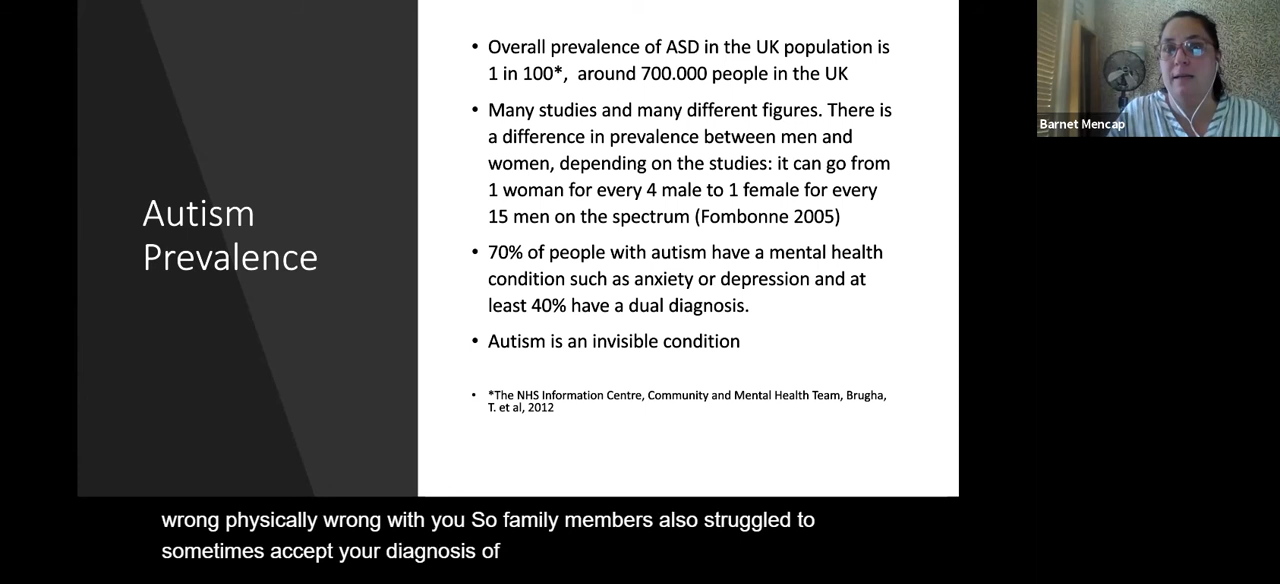 Autism
Prevalence
• Overall prevalence of ASD in the UK population is
1 in 100*,  around 700.000 people in the UK
• Many studies and many different figures. There is
a difference in prevalence between men and
women, depending on the studies: it can go from
1 woman for every 4 male to 1 female for every
15 men on the spectrum (Fombonne 2005)
• 70% of people with autism have a mental health
condition such as anxiety or depression and at
least 40% have a dual diagnosis.
• Autism is an invisible condition
• *The NHS Information Centre, Community and Mental Health Team, Brugha,
T. et al, 2012
Barnet Mencap
wrong physically wrong with you So family members also struggled to
sometimes accept your diagnosis of